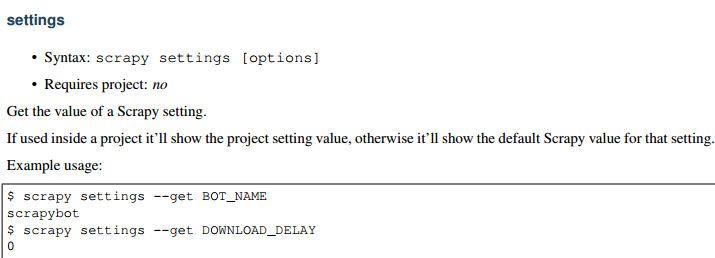 settings
• Syntax: scrapy settings [options]
• Requires project: no
Get the value of a Scrapy setting.
If used inside a project it'll show the project setting value, otherwise it'll show the default Scrapy value for that setting.
Example usage:
$ scrapy settings --get BOT_NAME
scrapybot
$ scrapy settings --get DOWNLOAD_DELAY
0